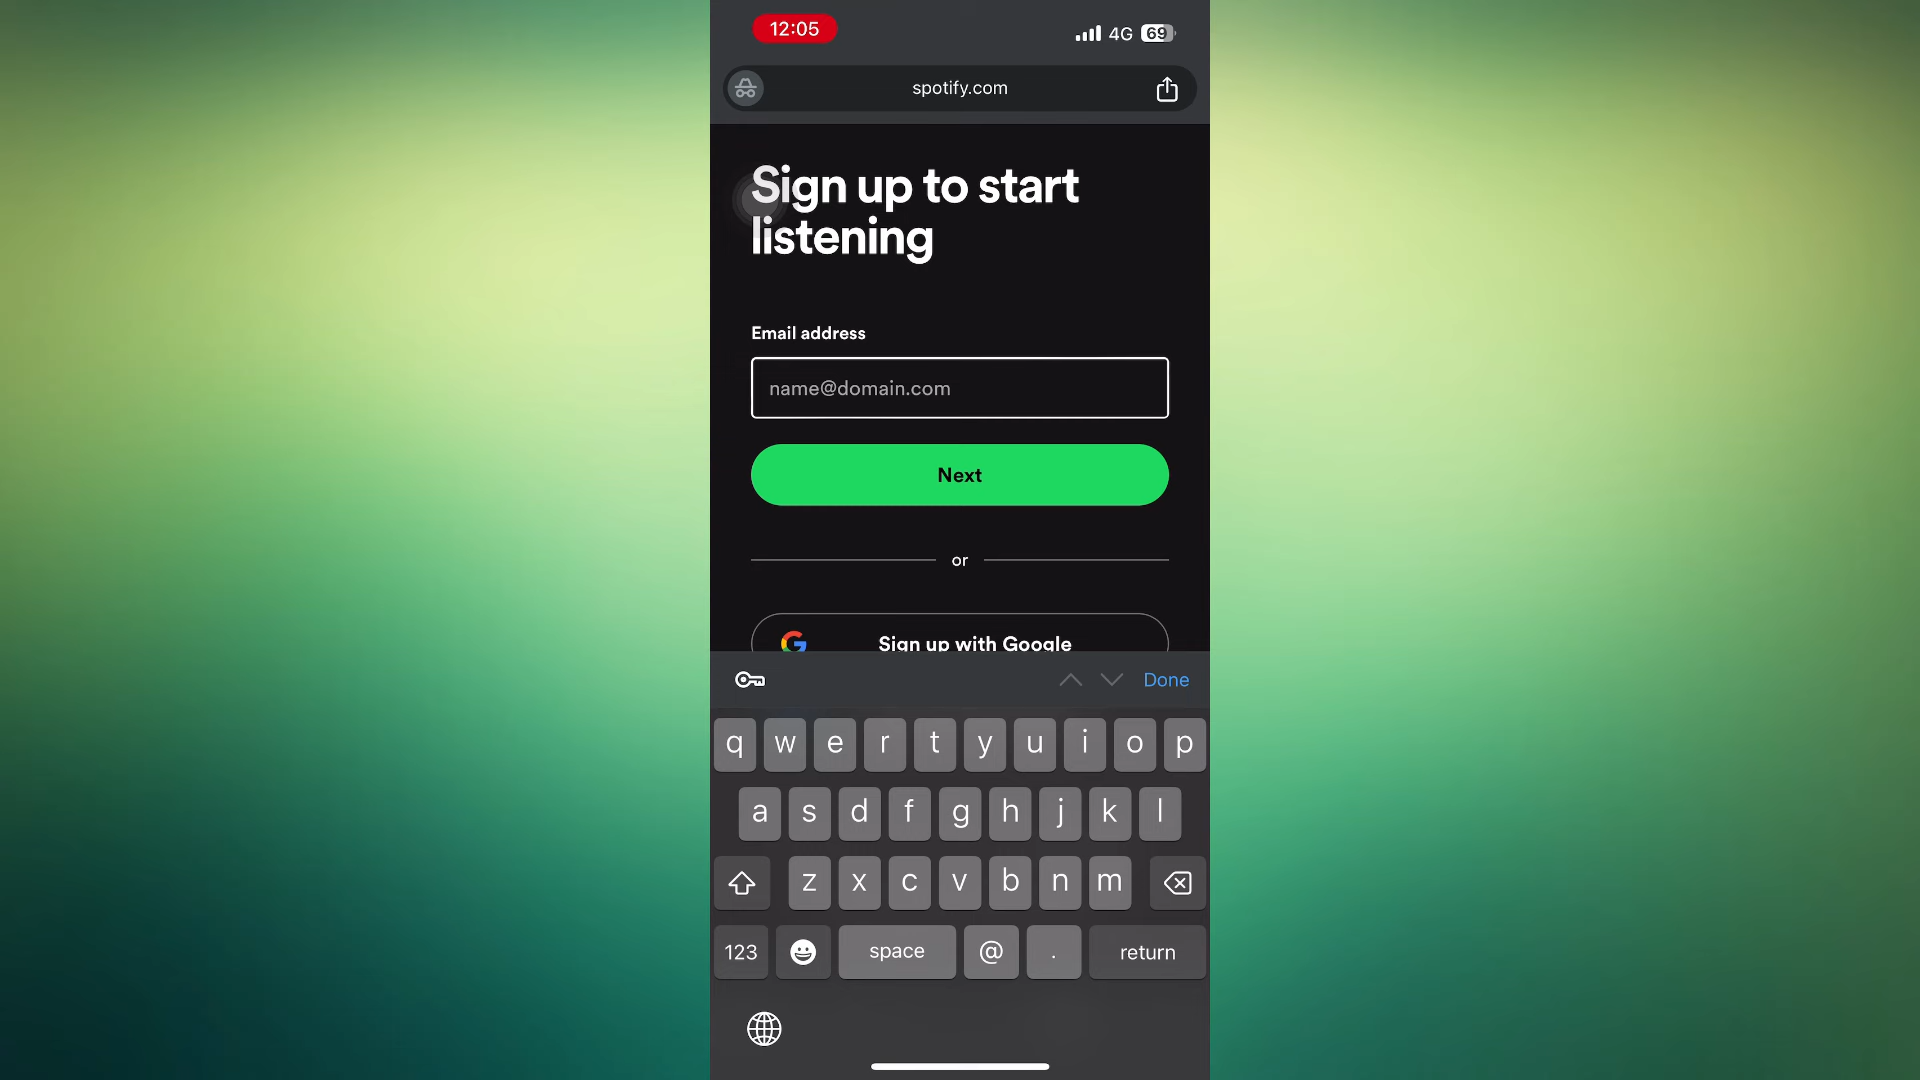 12:05
4G 69
spotify.com
Sign up to start
listening
Email address
name@domain.com
Next
or
Sign up with Google
Done
q w e r t y u i o p
a s d f g h j k l
z x c v b n m
123 space @ . return